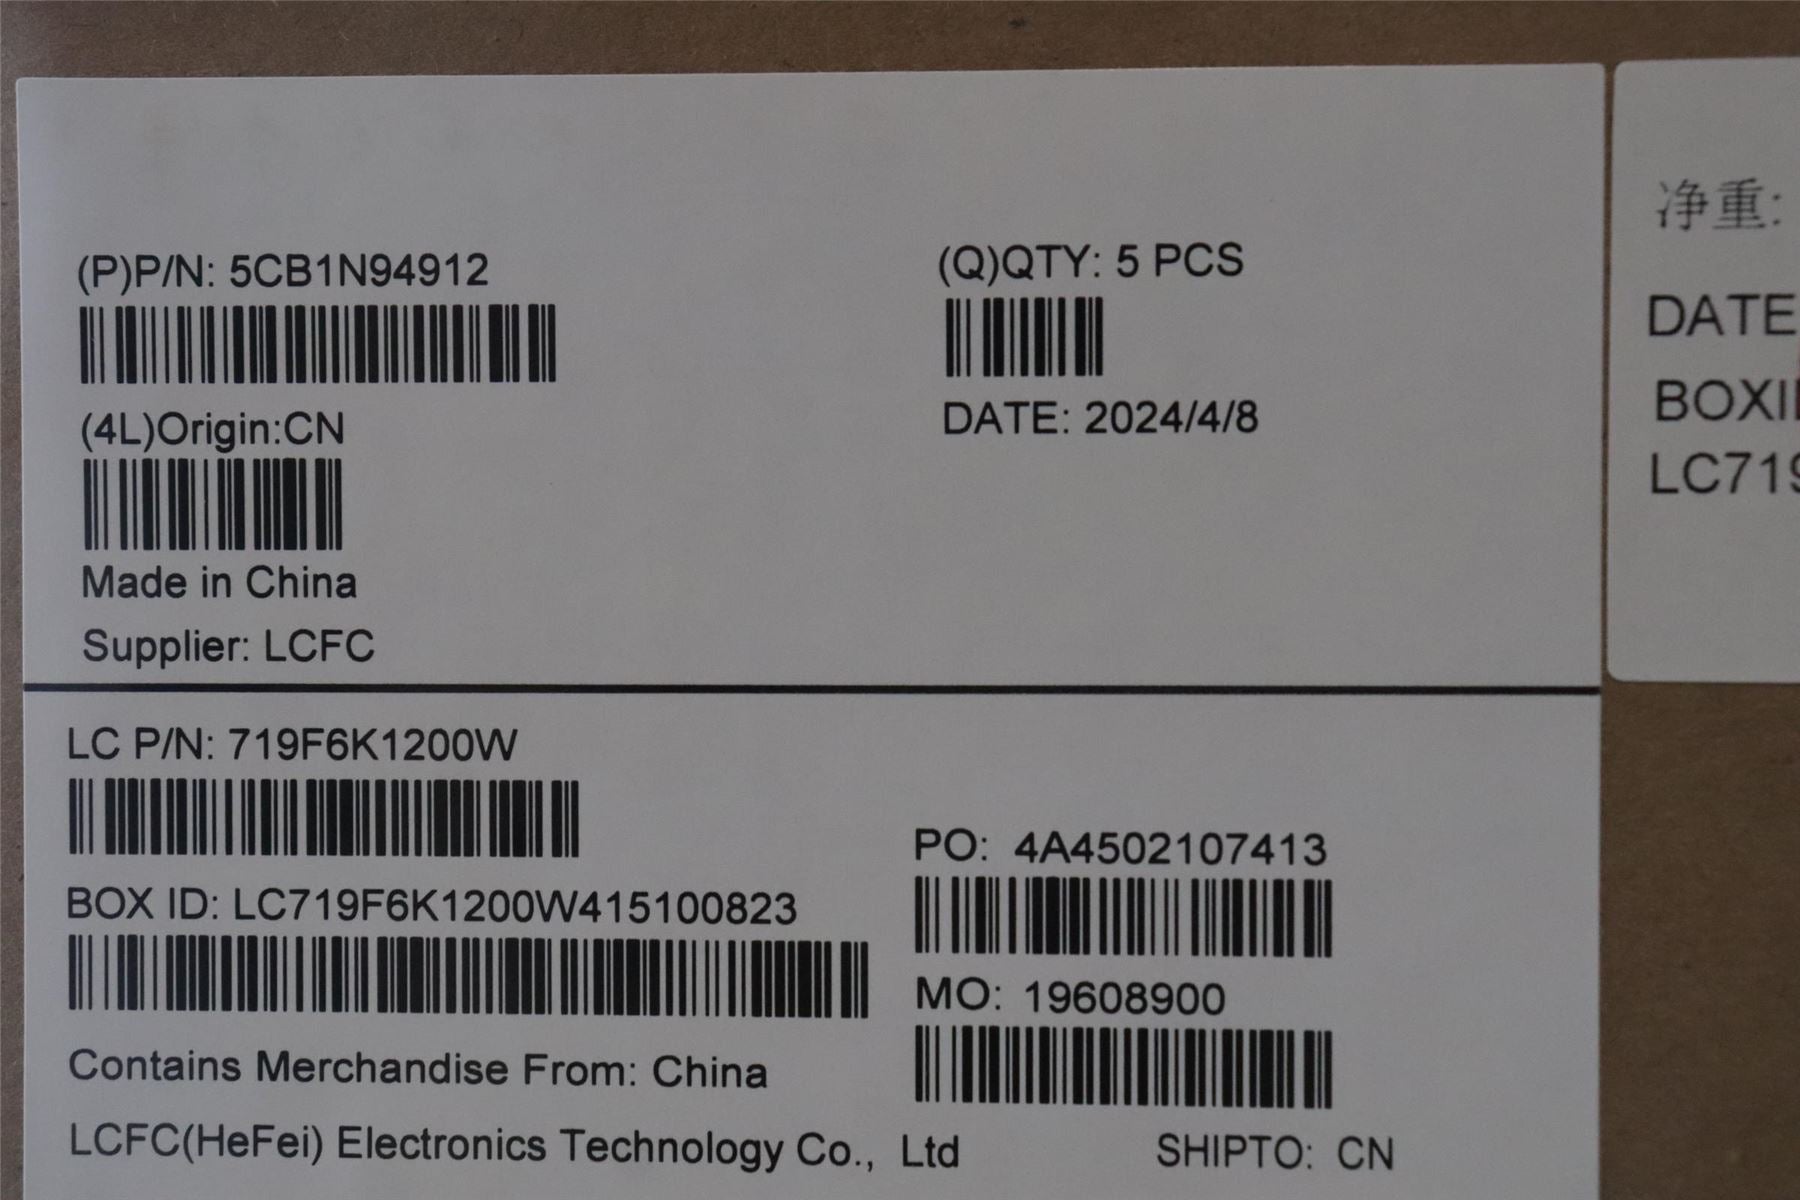 (P)P/N: 5CB1N94912
(Q)QTY: 5 PCS
(4L)Origin:CN
DATE: 2024/4/8
Made in China
Supplier: LCFC
LC P/N: 719F6K1200W
PO: 4A4502107413
BOX ID: LC719F6K1200W415100823
MO: 19608900
Contains Merchandise From: China
LCFC(HeFei) Electronics Technology Co., Ltd
SHIPTO: CN
净重:
DATE
BOXI
LC719